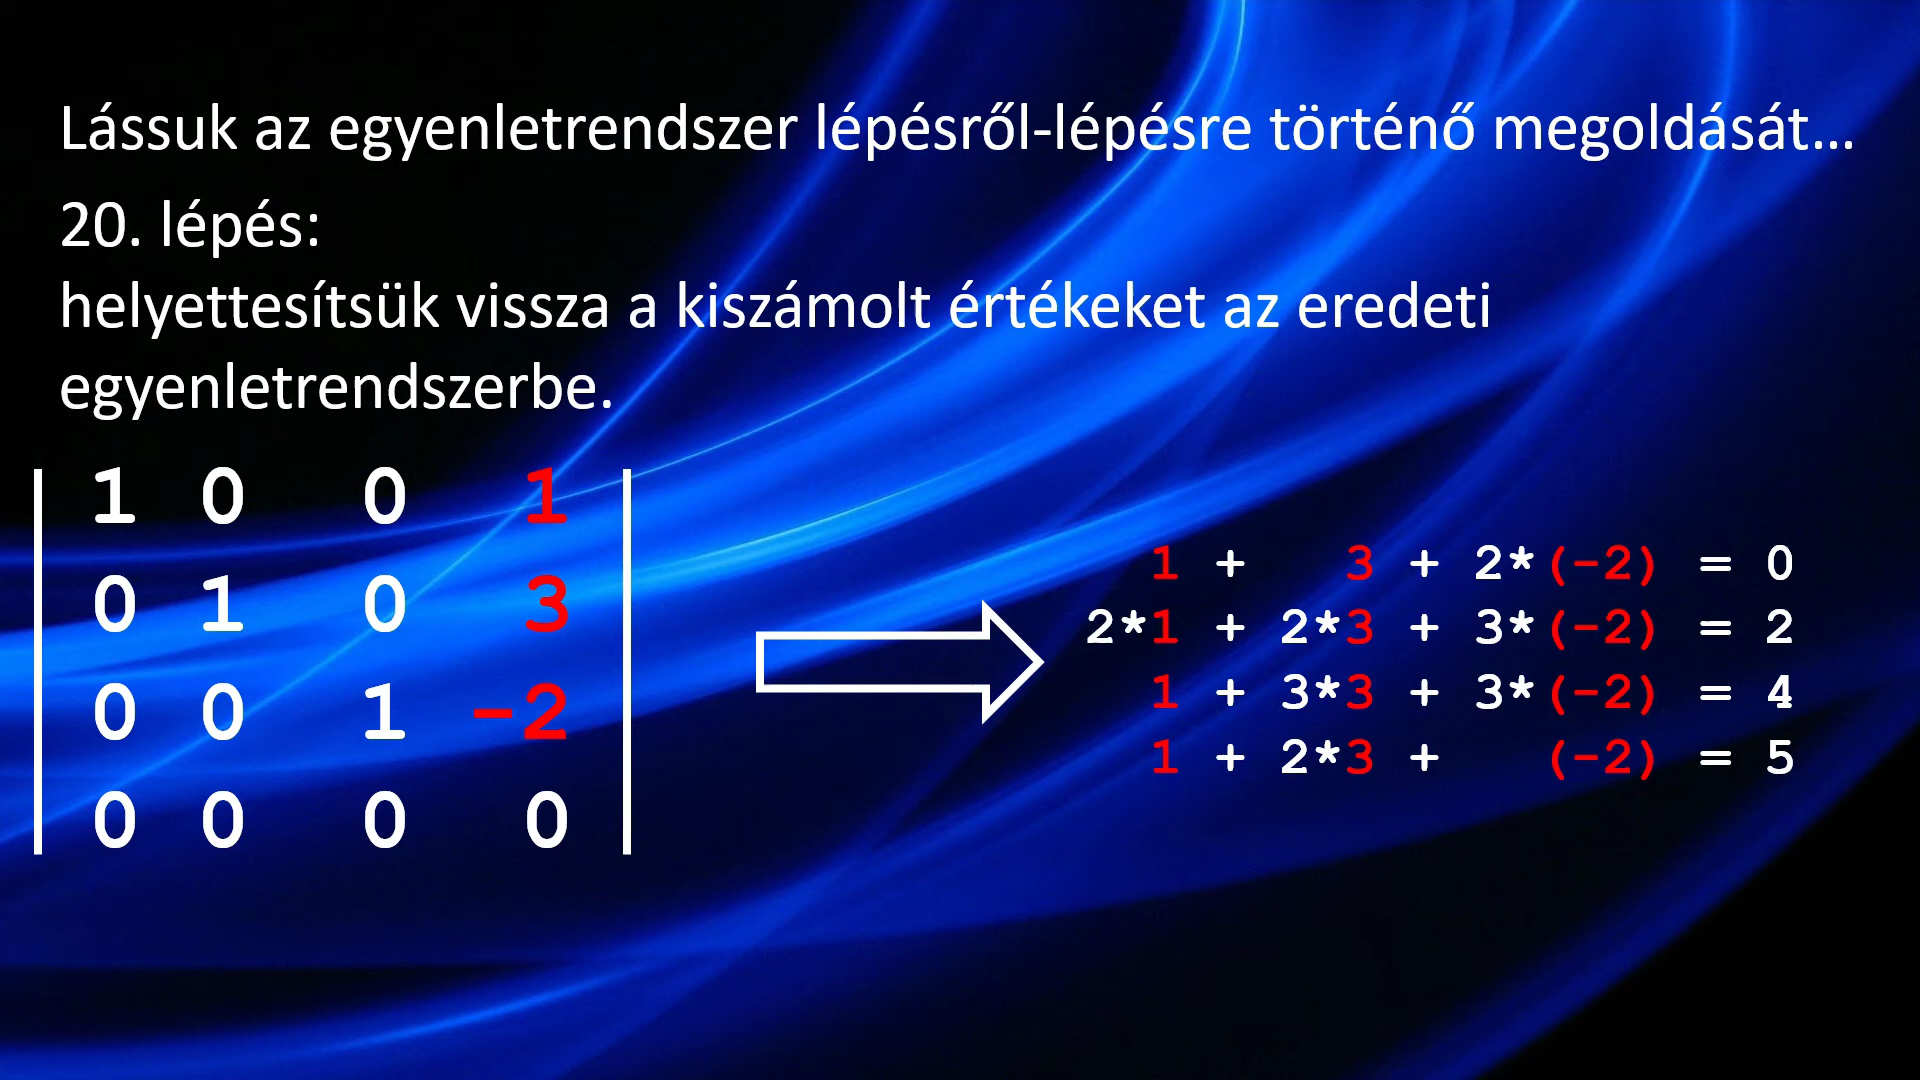 Lássuk az egyenletrendszer lépésről-lépésre történő megoldását...
20. lépés:
helyettesítsük vissza a kiszámolt értékeket az eredeti
egyenletrendszerbe.
1 0 0 1
0 1 0 3
0 0 1 -2
0 0 0 0
1 + 3 + 2*(-2) = 0
2*1 + 2*3 + 3*(-2) = 2
1 + 3*3 + 3*(-2) = 4
1 + 2*3 + (-2) = 5